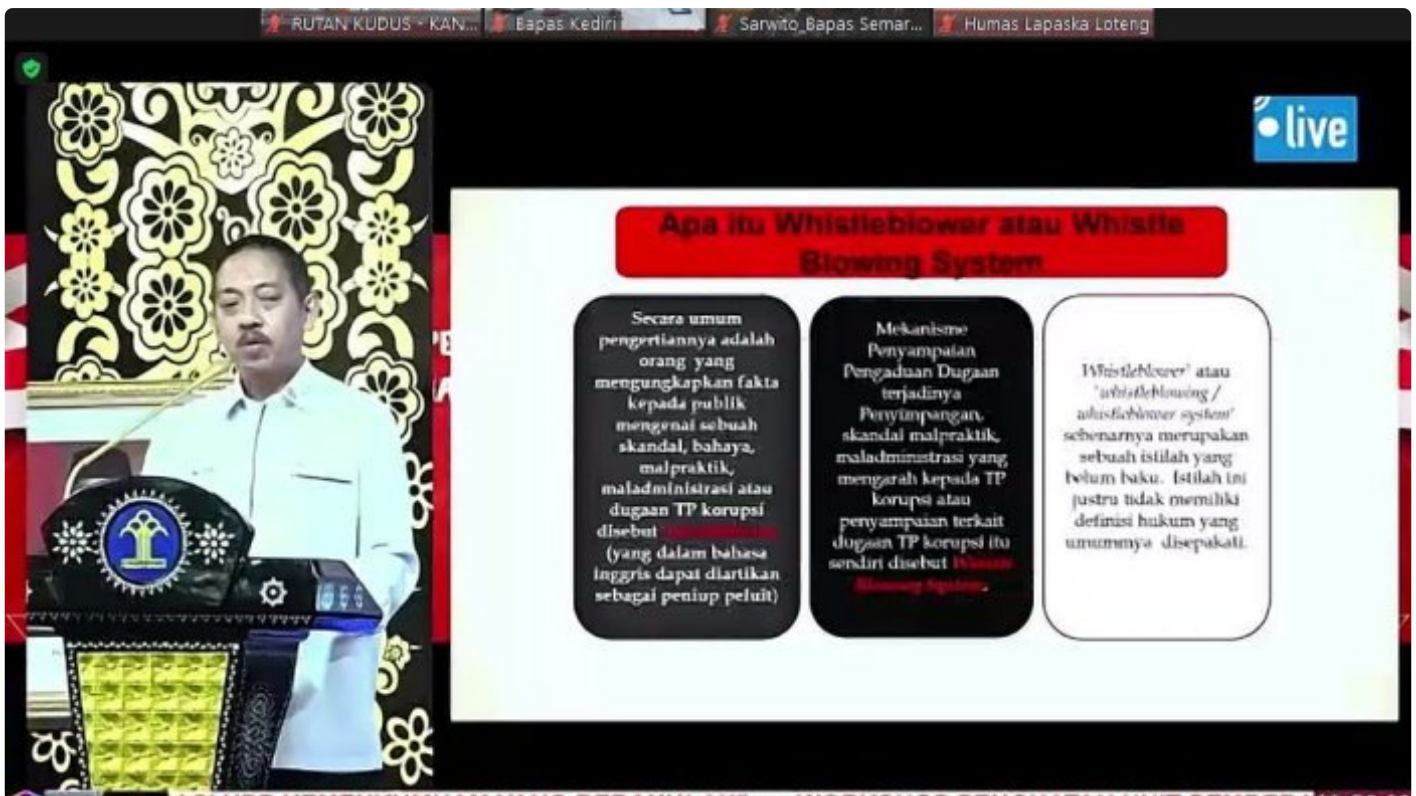 RUTAN KUDUS - KAN...
Bapas Kediri
Sarwito_Bapas Semar...
Humas Lapaska Loteng
live
Apa itu Whistleblower atau Whistle
Blowing System
Secara umum
pengertiannya adalah
orang yang
mengungkapkan fakta
kepada publik
mengenai sebuah
skandal, bahaya,
malpraktik,
maladministrasi atau
dugaan TP korupsi
disebut
(yang dalam bahasa
inggris dapat diartikan
sebagai peniup peluit)
Mekanisme
Penyampaian
Pengaduan Dugaan
terjadinya
Penyimpangan,
skandal malpraktik,
maladministrasi yang
mengarah kepada TP
korupsi atau
penyampaian terkait
dugaan TP korupsi itu
sendiri disebut Whistle
Blowing System.
Whistleblower' atau
'whistleblowing /
whistleblower system'
sebenarnya merupakan
sebuah istilah yang
belum baku. Istilah ini
justru tidak memiliki
definisi hukum yang
umummya disepakati.